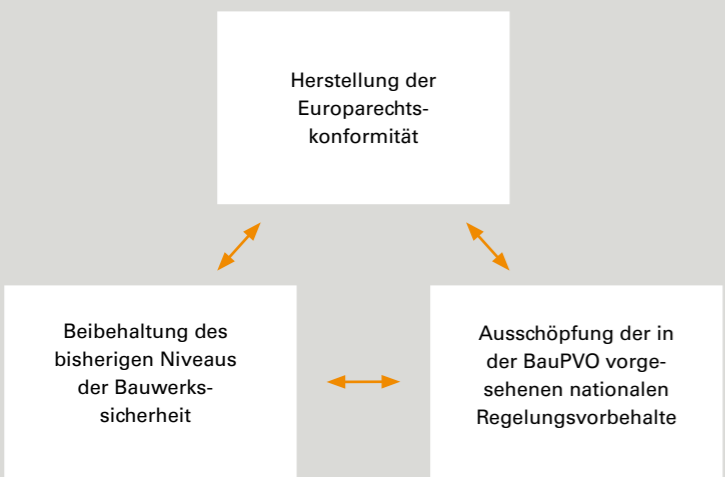 Herstellung der
Europarechts-
konformität
Beibehaltung des
bisherigen Niveaus
der Bauwerks-
sicherheit
Ausschöpfung der in
der BauPVO vorge-
sehenen nationalen
Regelungsvorbehalte